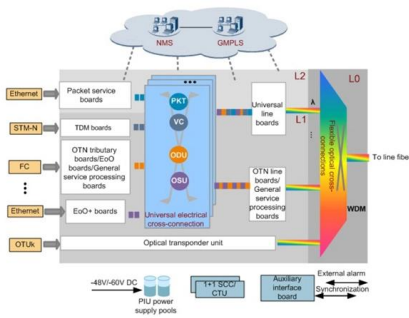 NMS
GMPLS
L2
L0
Ethernet
Packet service
boards
PKT
Universal
line
boards
λ
L1
STM-N
TDM boards
VC
FC
OTN tributary
boards/EoO
boards/General
service processing
boards
ODU
Flexible optical cross-
connections
To line fibe
OSU
OTN line
boards/
General
service
processing
boards
Ethernet
EoO+ boards
Universal electrical
cross-connection
WDM
OTUk
Optical transponder unit
-48V/-60V DC
PIU power
supply pools
1+1 SCC/
CTU
Auxiliary
interface
board
External alarm
Synchronization